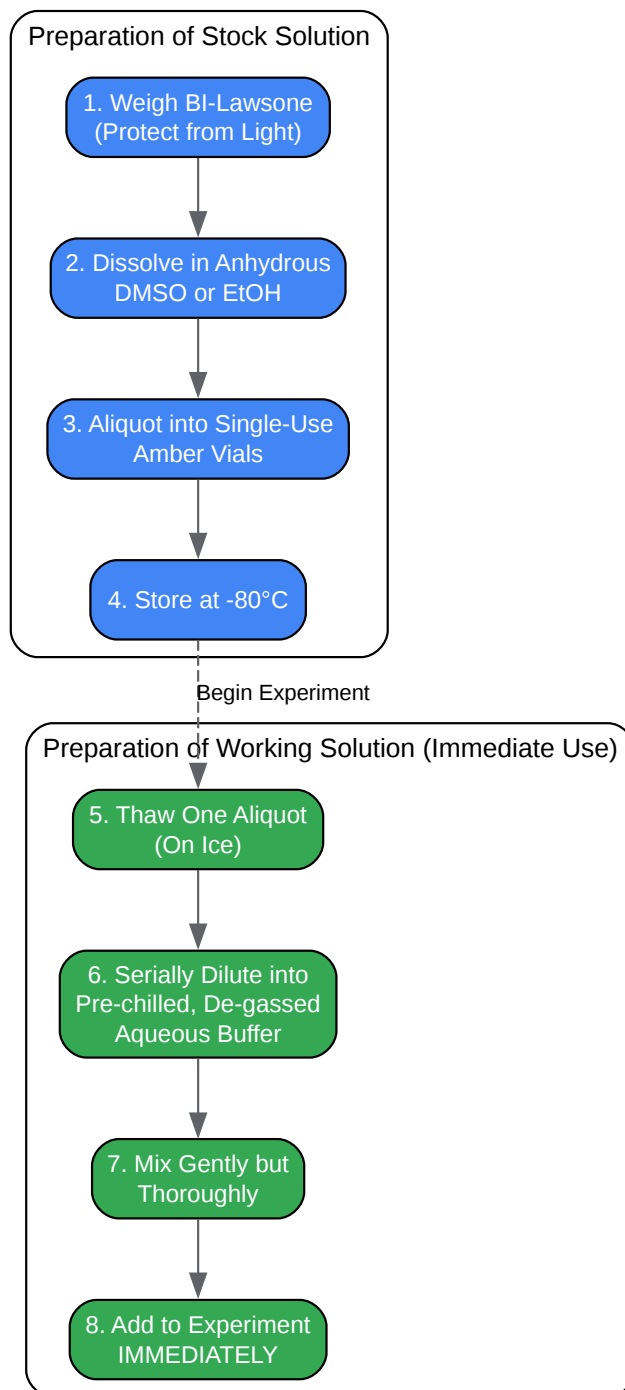 Preparation of Stock Solution
1. Weigh BI-Lawsone
(Protect from Light)
2. Dissolve in Anhydrous
DMSO or EtOH
3. Aliquot into Single-Use
Amber Vials
4. Store at -80°C
Begin Experiment
Preparation of Working Solution (Immediate Use)
5. Thaw One Aliquot
(On Ice)
6. Serially Dilute into
Pre-chilled, De-gassed
Aqueous Buffer
7. Mix Gently but
Thoroughly
8. Add to Experiment
IMMEDIATELY